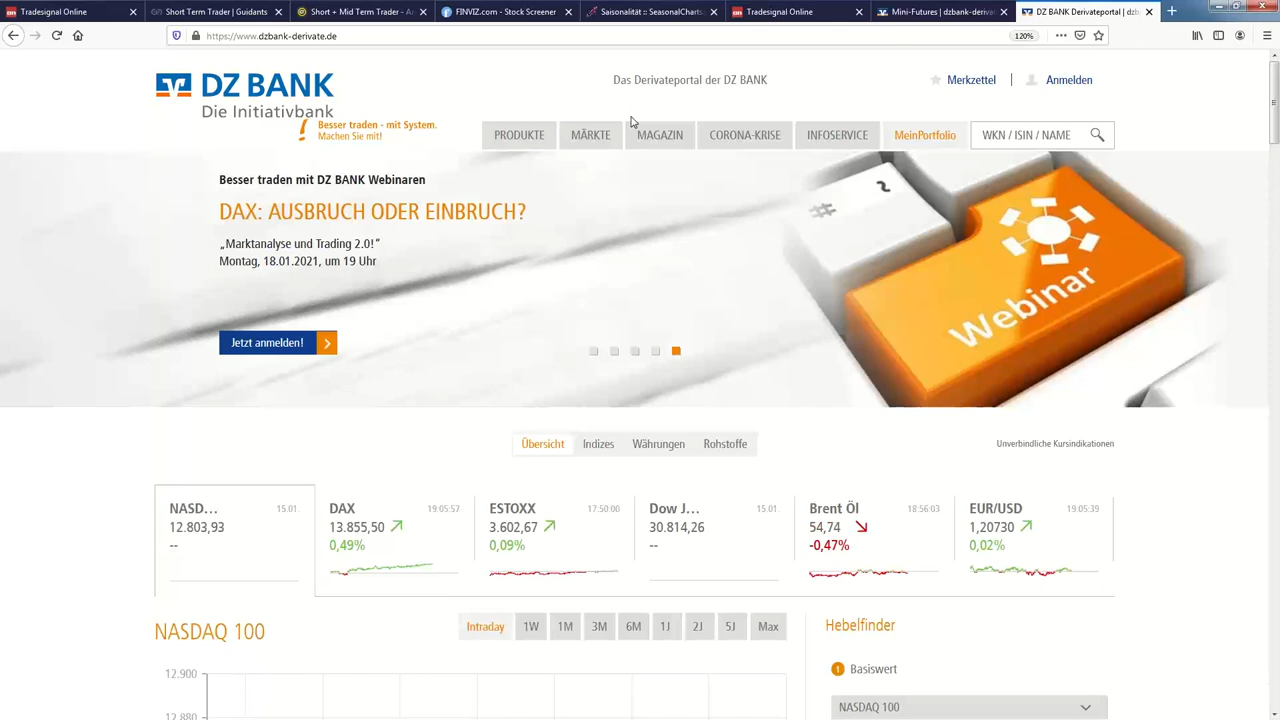 Tradesignal Online
Short Term Trader | Guidants
Short + Mid Term Trader - An
FINVIZ.com - Stock Screener
Saisonalität :: SeasonalCharts
Tradesignal Online
Mini-Futures | dzbank-derivate
DZ BANK Derivateportal | dzb
https://www.dzbank-derivate.de
120%
DZ BANK
Die Initiativbank
Besser traden - mit System.
Machen Sie mit!
Das Derivateportal der DZ BANK
Merkzettel
Anmelden
PRODUKTE
MÄRKTE
MAGAZIN
CORONA-KRISE
INFOSERVICE
MeinPortfolio
WKN / ISIN / NAME
Besser traden mit DZ BANK Webinaren
DAX: AUSBRUCH ODER EINBRUCH?
„Marktanalyse und Trading 2.0!“
Montag, 18.01.2021, um 19 Uhr
Jetzt anmelden!
#
Webinar
Übersicht
Indizes
Währungen
Rohstoffe
Unverbindliche Kursindikationen
NASD...
15.01.
12.803,93
--
DAX
19:05:57
13.855,50
0,49%
ESTOXX
17:50:00
3.602,67
0,09%
Dow J...
15.01.
30.814,26
--
Brent Öl
18:56:03
54,74
-0,47%
EUR/USD
19:05:39
1,20730
0,02%
NASDAQ 100
Intraday
1W
1M
3M
6M
1J
2J
5J
Max
12.900
12.880
Hebelfinder
1 Basiswert
NASDAQ 100